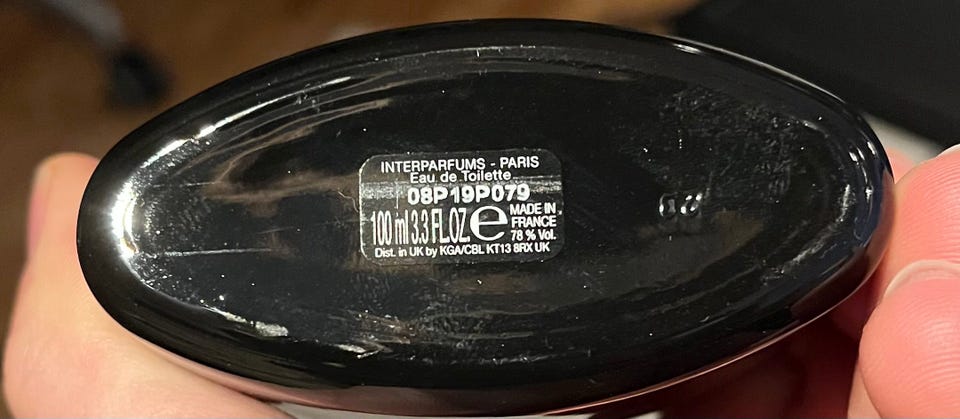 INTERPARFUMS - PARIS
Eau de Toilette
08P19P079
100 ml 3.3 FL.OZ e MADE IN
FRANCE
78 % Vol.
Dist. in UK by KGA/CBL KT13 8RX UK